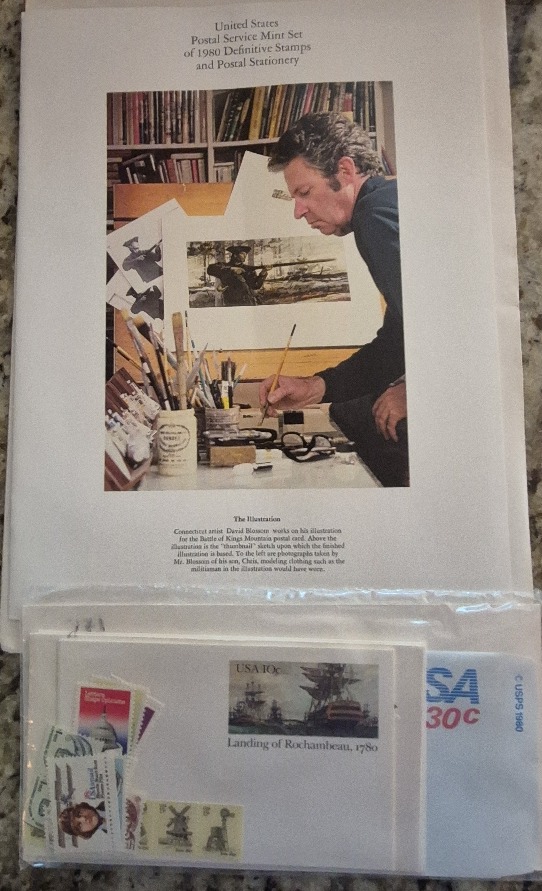 United States
Postal Service Mint Set
of 1980 Definitive Stamps
and Postal Stationery
The Illustration
Connecticut artist David Blossom works on his illustration
for the Battle of Kings Mountain postal card. Above the
illustration is the "thumbnail" sketch upon which the finished
illustration is based. To the left are photographs taken by
Mr. Blossom of his son, Chris, modeling clothing such as the
militiaman in the illustration would have worn.
USA 10c
Landing of Rochambeau, 1780
USA
30c
© USPS 1980
Letters
Shape Opinions